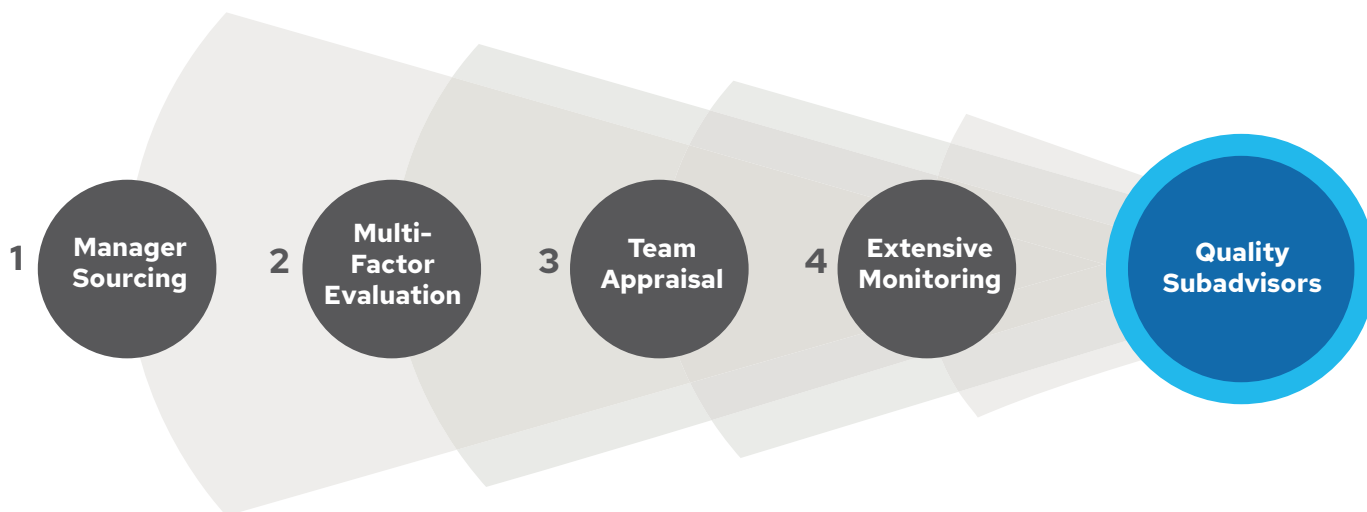 1
Manager
Sourcing
2
Multi-
Factor
Evaluation
3
Team
Appraisal
4
Extensive
Monitoring
Quality
Subadvisors